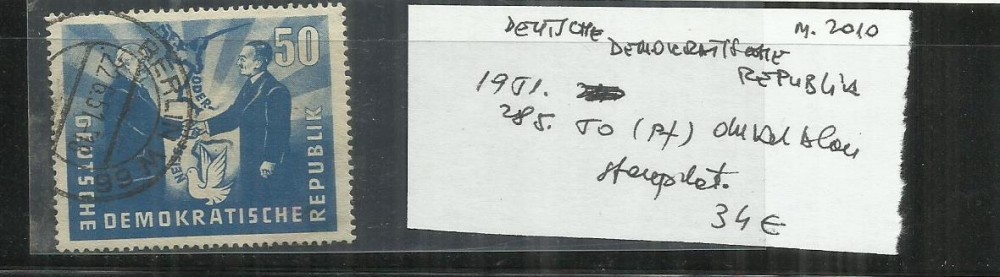 50
ODER
NEISSE
DEUTSCHE
DEMOKRATISCHE
REPUBLIK
BERLIN W
DEUTSCHE
M. 2010
DEMOKRATISCHE
REPUBLIK
1951.
285. 50 (Pf) dunkelblau
34 €